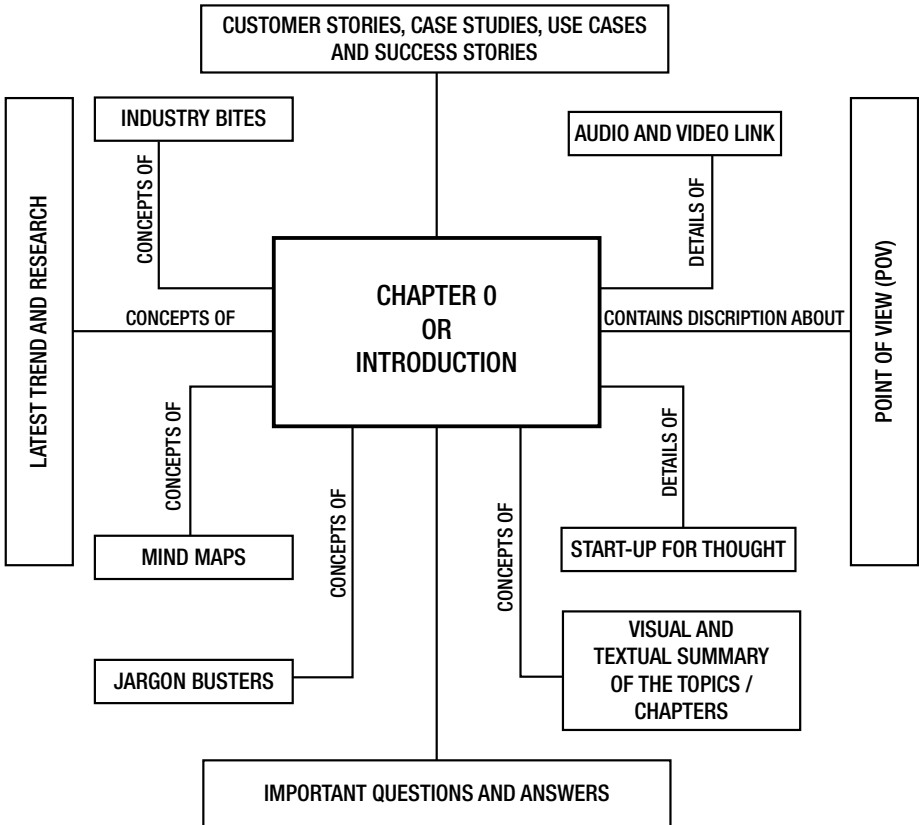 CUSTOMER STORIES, CASE STUDIES, USE CASES
AND SUCCESS STORIES
INDUSTRY BITES
AUDIO AND VIDEO LINK
CONCEPTS OF
DETAILS OF
LATEST TREND AND RESEARCH
CONCEPTS OF
CHAPTER 0
OR
INTRODUCTION
CONTAINS DISCRIPTION ABOUT
POINT OF VIEW (POV)
CONCEPTS OF
CONCEPTS OF
CONCEPTS OF
DETAILS OF
MIND MAPS
START-UP FOR THOUGHT
JARGON BUSTERS
VISUAL AND
TEXTUAL SUMMARY
OF THE TOPICS /
CHAPTERS
IMPORTANT QUESTIONS AND ANSWERS